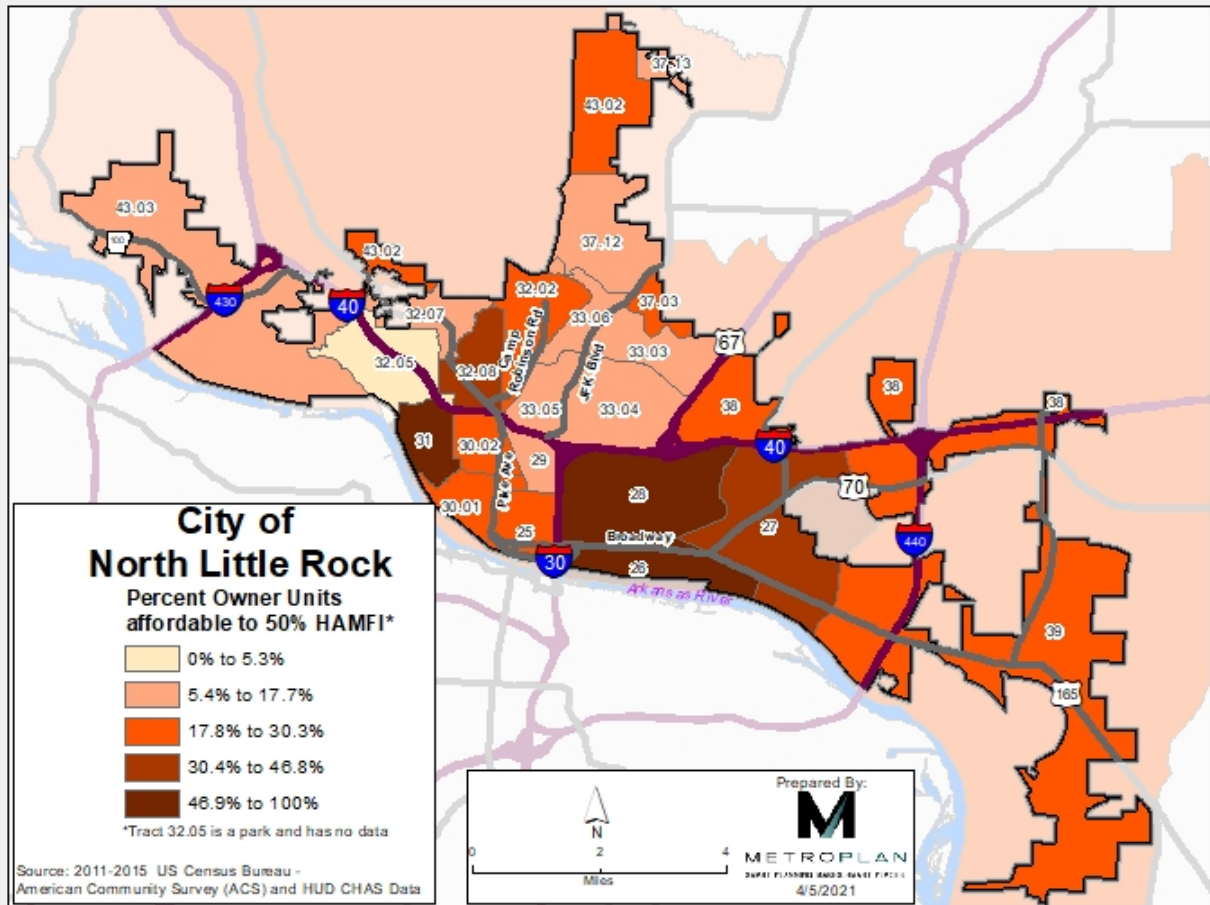 37.13
43.02
43.03
100
43.02
37.12
430
40
32.02
37.03
32.07
33.06
67
Camp
Robinson Rd
JFK Blvd
33.03
32.05
32.08
38
38
33.05
33.04
38
31
30.02
29
40
Pike Ave
28
70
30.01
25
Broadway
27
440
30
26
Arkansas River
39
165
City of
North Little Rock
Percent Owner Units
affordable to 50% HAMFI*
0% to 5.3%
5.4% to 17.7%
17.8% to 30.3%
30.4% to 46.8%
46.9% to 100%
*Tract 32.05 is a park and has no data
Source: 2011-2015 US Census Bureau -
American Community Survey (ACS) and HUD CHAS Data
N
0 2 4
Miles
Prepared By:
M
METROPLAN
SMART PLANNING MAKES SMART PLACES
4/5/2021